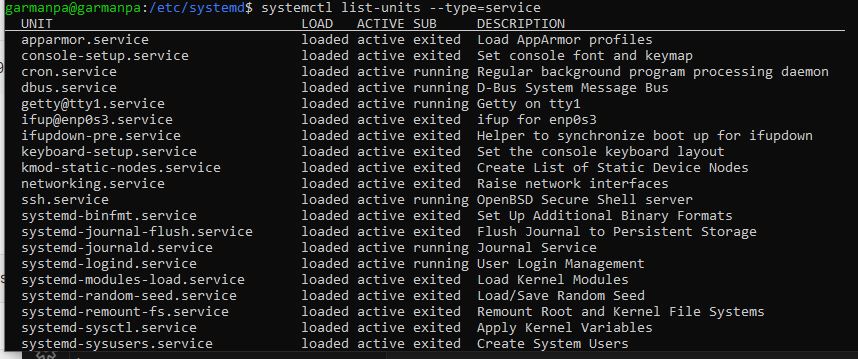 garmanpa@garmanpa:/etc/systemd$ systemctl list-units --type=service
UNIT LOAD ACTIVE SUB DESCRIPTION
apparmor.service loaded active exited Load AppArmor profiles
console-setup.service loaded active exited Set console font and keymap
cron.service loaded active running Regular background program processing daemon
dbus.service loaded active running D-Bus System Message Bus
getty@tty1.service loaded active running Getty on tty1
ifup@enp0s3.service loaded active exited ifup for enp0s3
ifupdown-pre.service loaded active exited Helper to synchronize boot up for ifupdown
keyboard-setup.service loaded active exited Set the console keyboard layout
kmod-static-nodes.service loaded active exited Create List of Static Device Nodes
networking.service loaded active exited Raise network interfaces
ssh.service loaded active running OpenBSD Secure Shell server
systemd-binfmt.service loaded active exited Set Up Additional Binary Formats
systemd-journal-flush.service loaded active exited Flush Journal to Persistent Storage
systemd-journald.service loaded active running Journal Service
systemd-logind.service loaded active running User Login Management
systemd-modules-load.service loaded active exited Load Kernel Modules
systemd-random-seed.service loaded active exited Load/Save Random Seed
systemd-remount-fs.service loaded active exited Remount Root and Kernel File Systems
systemd-sysctl.service loaded active exited Apply Kernel Variables
systemd-sysusers.service loaded active exited Create System Users